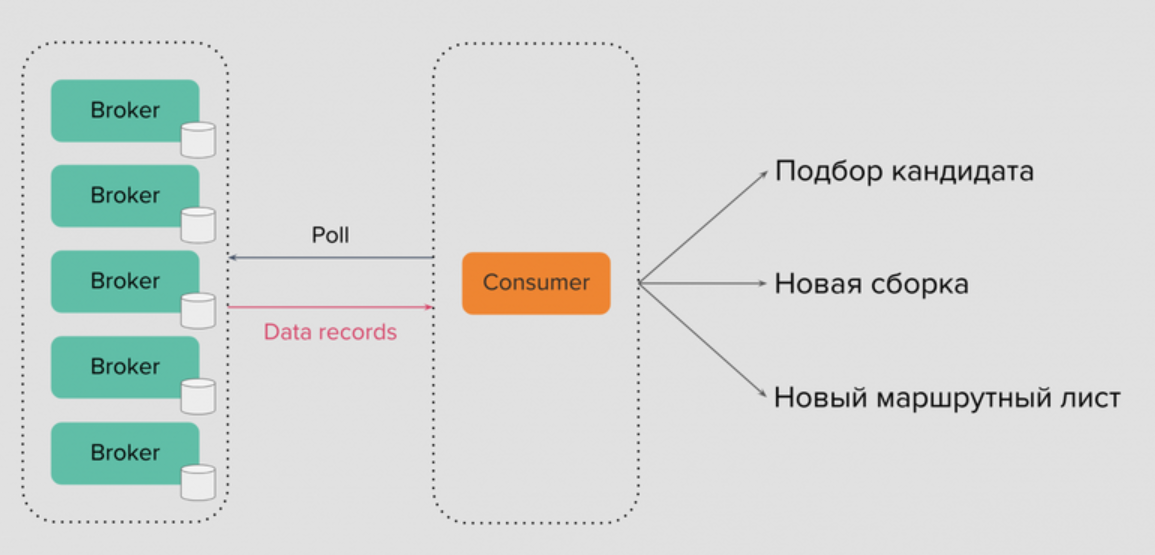 Broker
Broker
Broker
Broker
Broker
Poll
Data records
Consumer
Подбор кандидата
Новая сборка
Новый маршрутный лист